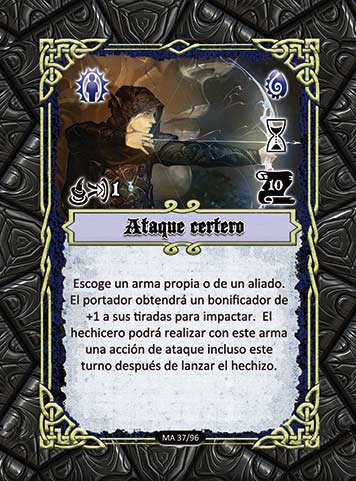 1
10
Ataque certero
Escoge un arma propia o de un aliado.
El portador obtendrá un bonificador de
+1 a sus tiradas para impactar. El
hechicero podrá realizar con este arma
una acción de ataque incluso este
turno después de lanzar el hechizo.
MA 37/96